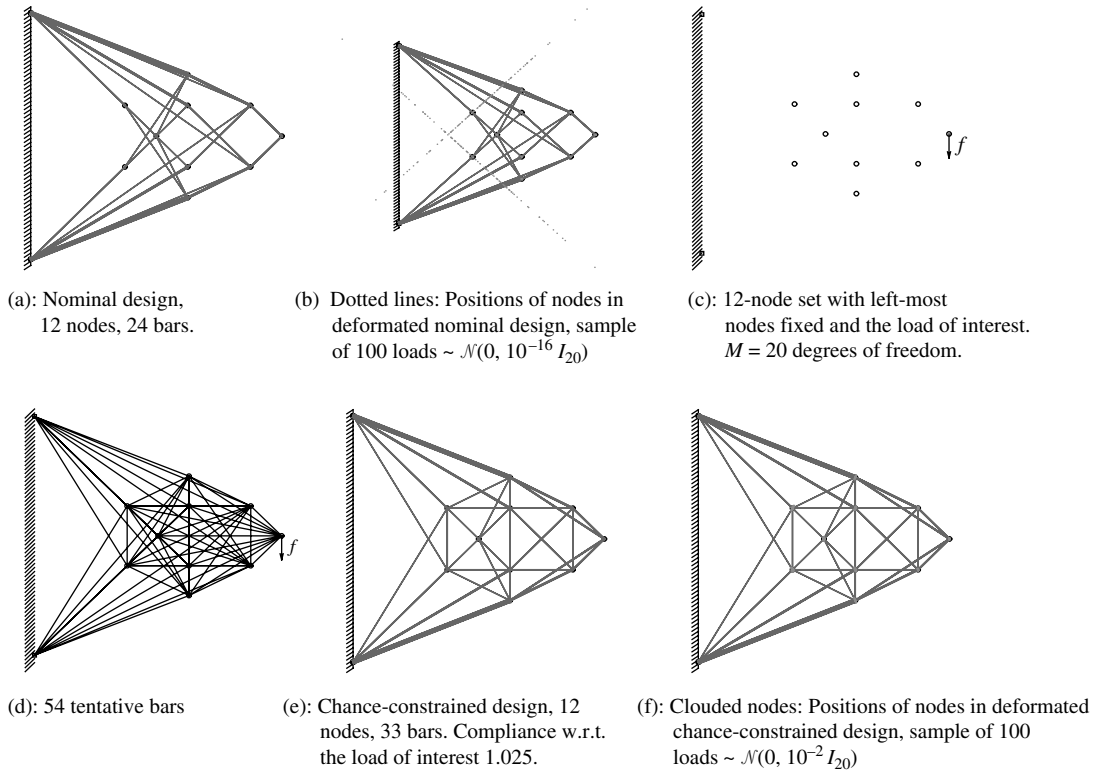 f
(a): Nominal design,
12 nodes, 24 bars.
(b) Dotted lines: Positions of nodes in
deformated nominal design, sample
of 100 loads ~ 𝒩(0, 10⁻¹⁶ I₂₀)
(c): 12-node set with left-most
nodes fixed and the load of interest.
M = 20 degrees of freedom.
f
(d): 54 tentative bars
(e): Chance-constrained design, 12
nodes, 33 bars. Compliance w.r.t.
the load of interest 1.025.
(f): Clouded nodes: Positions of nodes in deformated
chance-constrained design, sample of 100
loads ~ 𝒩(0, 10⁻² I₂₀)